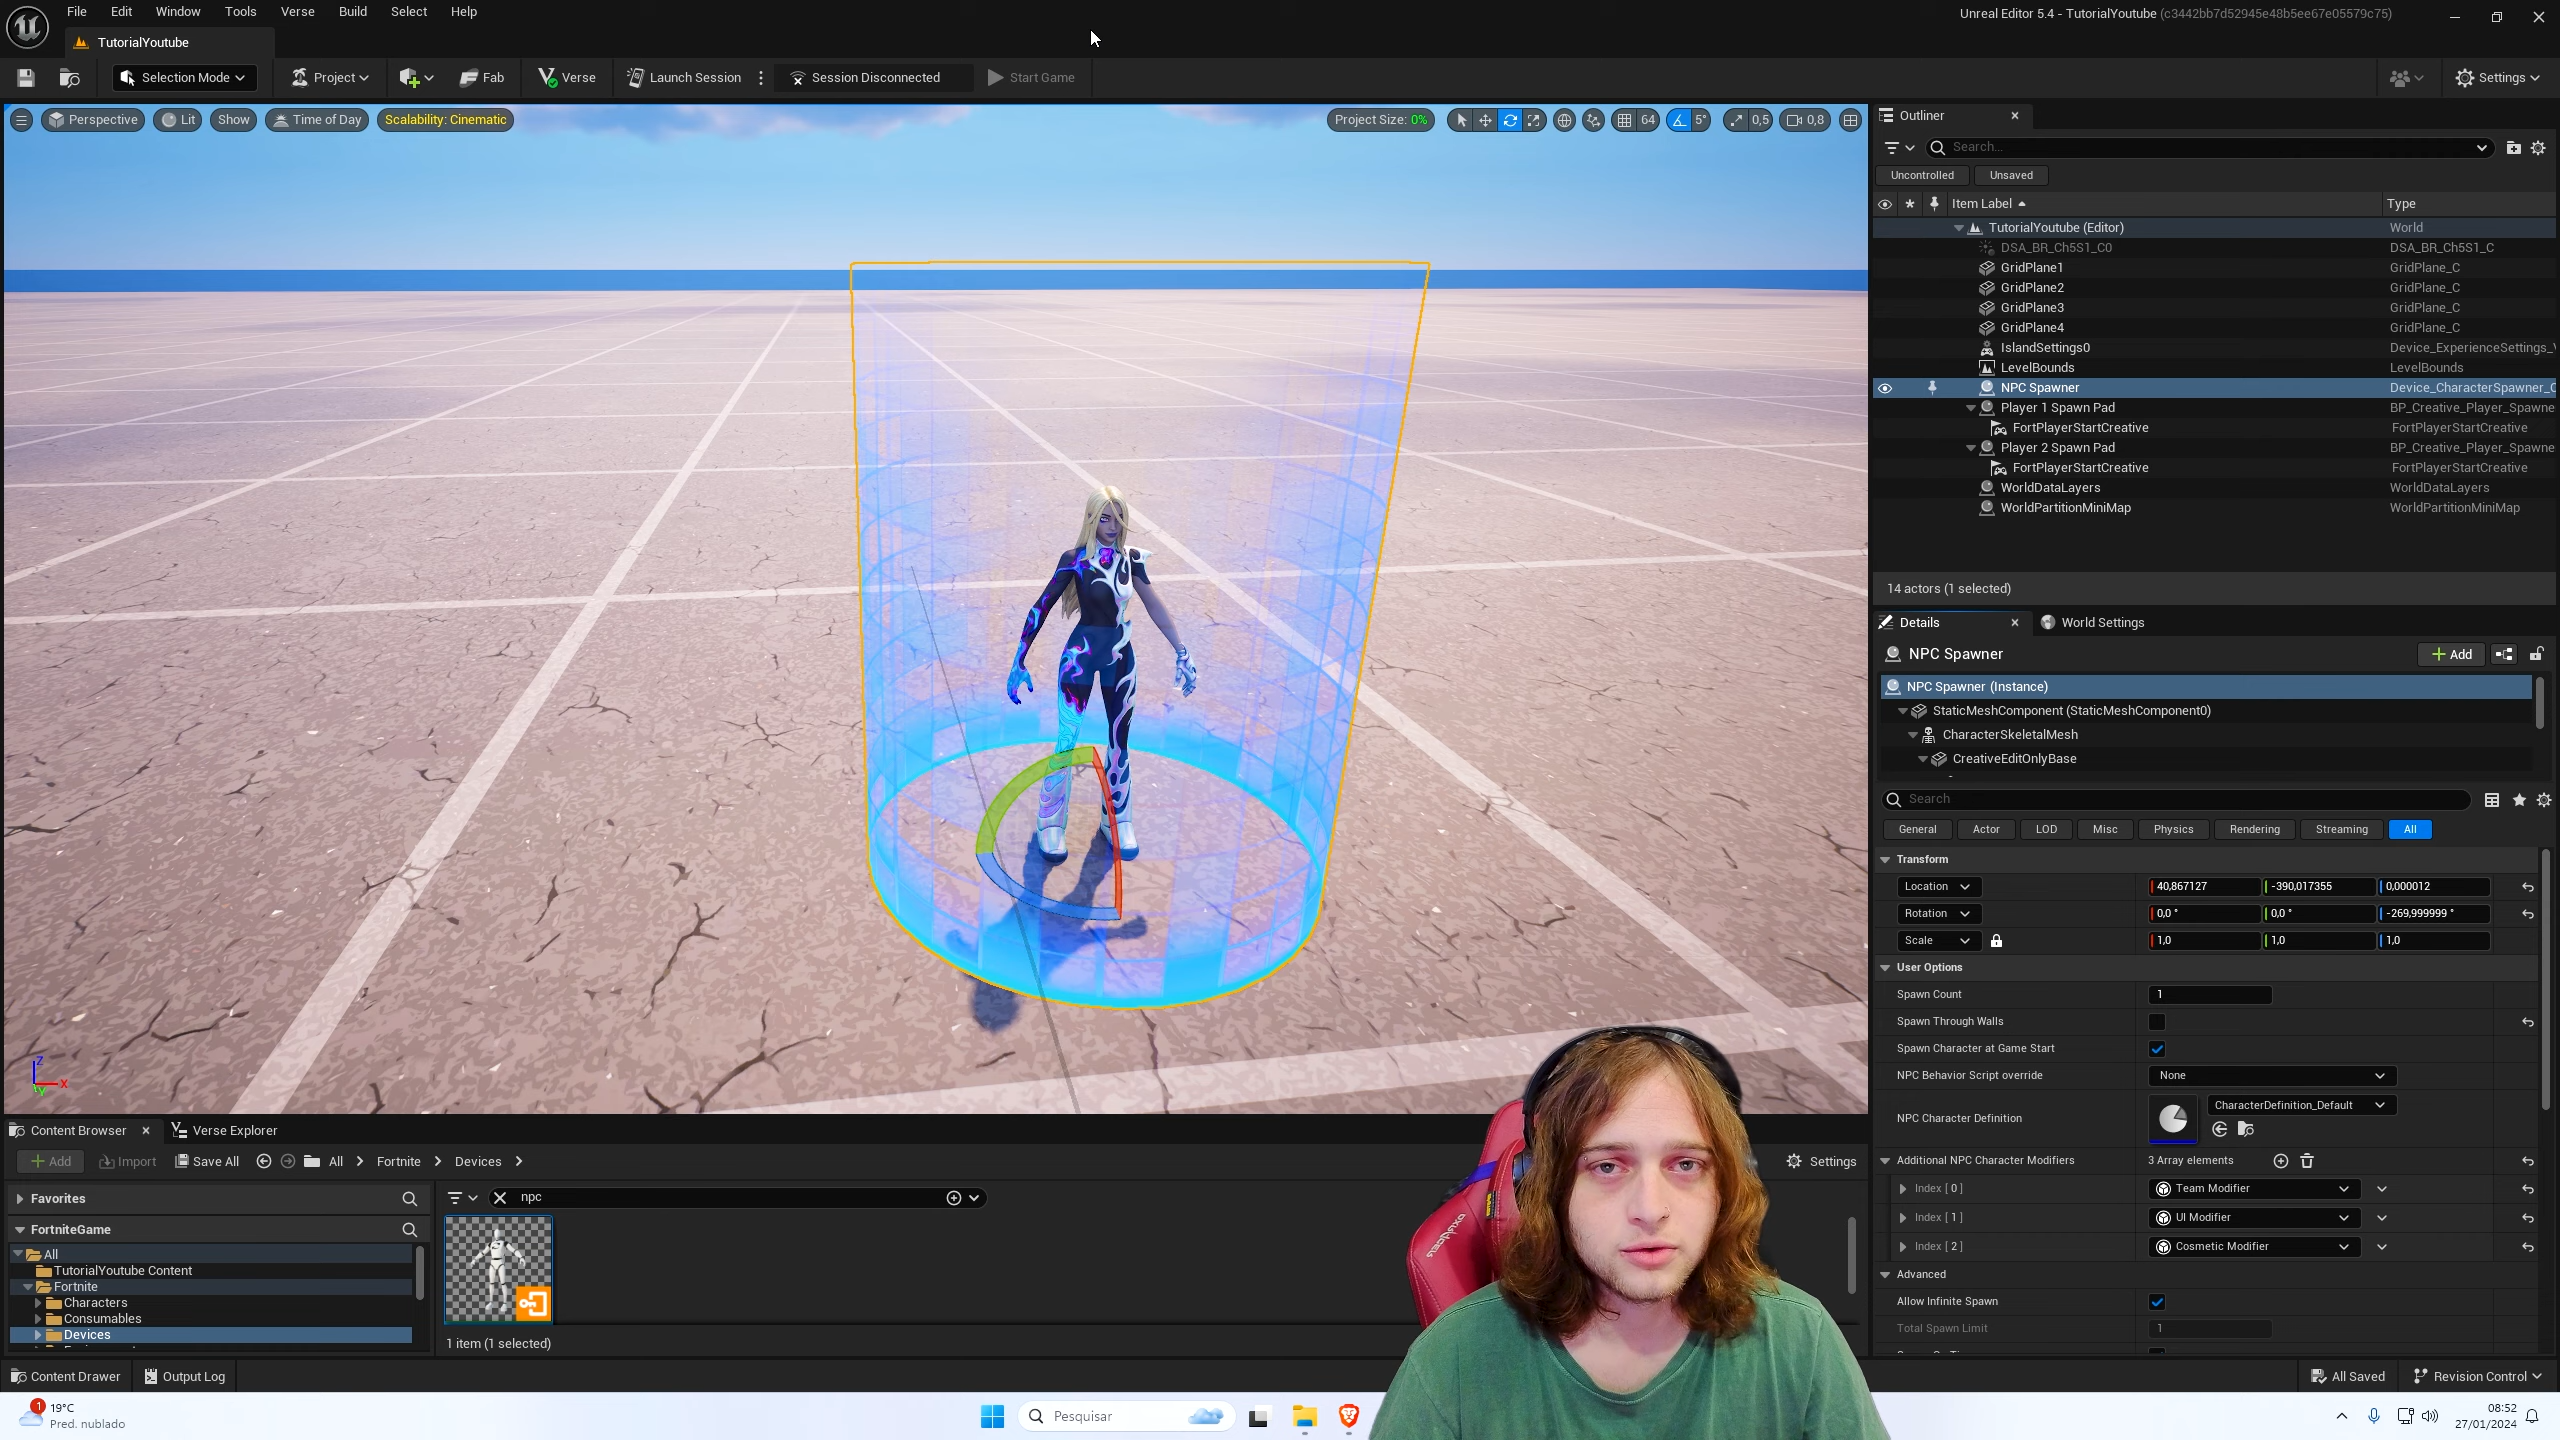 File Edit Window Tools Verse Build Select Help
Unreal Editor 5.4 - TutorialYoutube (c3442bb7d52945e48b5ee67e05579c75)
TutorialYoutube
Selection Mode Project Fab Verse Launch Session Session Disconnected Start Game Settings
Perspective Lit Show Time of Day Scalability: Cinematic Project Size: 0% 64 5° 0,5 0,8
Outliner
Search...
Uncontrolled Unsaved
Item Label Type
TutorialYoutube (Editor) World
DSA_BR_Ch5S1_C0 DSA_BR_Ch5S1_C
GridPlane1 GridPlane_C
GridPlane2 GridPlane_C
GridPlane3 GridPlane_C
GridPlane4 GridPlane_C
IslandSettings0 Device_ExperienceSettings_
LevelBounds LevelBounds
NPC Spawner Device_CharacterSpawner_C
Player 1 Spawn Pad BP_Creative_Player_Spawne
FortPlayerStartCreative FortPlayerStartCreative
Player 2 Spawn Pad BP_Creative_Player_Spawne
FortPlayerStartCreative FortPlayerStartCreative
WorldDataLayers WorldDataLayers
WorldPartitionMiniMap WorldPartitionMiniMap
14 actors (1 selected)
Details World Settings
NPC Spawner Add
NPC Spawner (Instance)
StaticMeshComponent (StaticMeshComponent0)
CharacterSkeletalMesh
CreativeEditOnlyBase
Search
General Actor LOD Misc Physics Rendering Streaming All
Transform
Location 40,867127 -390,017355 0,000012
Rotation 0,0 ° 0,0 ° -269,999999 °
Scale 1,0 1,0 1,0
User Options
Spawn Count 1
Spawn Through Walls
Spawn Character at Game Start
NPC Behavior Script override None
NPC Character Definition CharacterDefinition_Default
Additional NPC Character Modifiers 3 Array elements
Index [ 0 ] Team Modifier
Index [ 1 ] UI Modifier
Index [ 2 ] Cosmetic Modifier
Advanced
Allow Infinite Spawn
Total Spawn Limit 1
Z
X
Y
Content Browser Verse Explorer
Add Import Save All All Fortnite Devices Settings
Favorites npc
FortniteGame
All
TutorialYoutube Content
Fortnite
Characters
Consumables
Devices
1 item (1 selected)
Content Drawer Output Log All Saved Revision Control
1
19°C
Pred. nublado
Pesquisar
08:52
27/01/2024